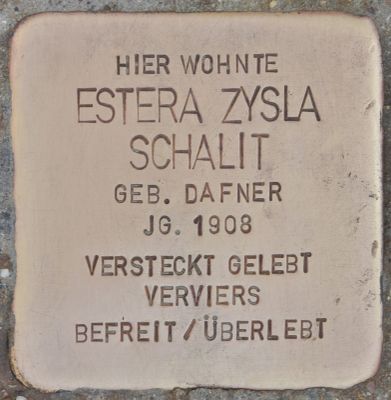 HIER WOHNTE
ESTERA ZYSLA
SCHALIT
GEB. DAFNER
JG. 1908
VERSTECKT GELEBT
VERVIERS
BEFREIT/ÜBERLEBT